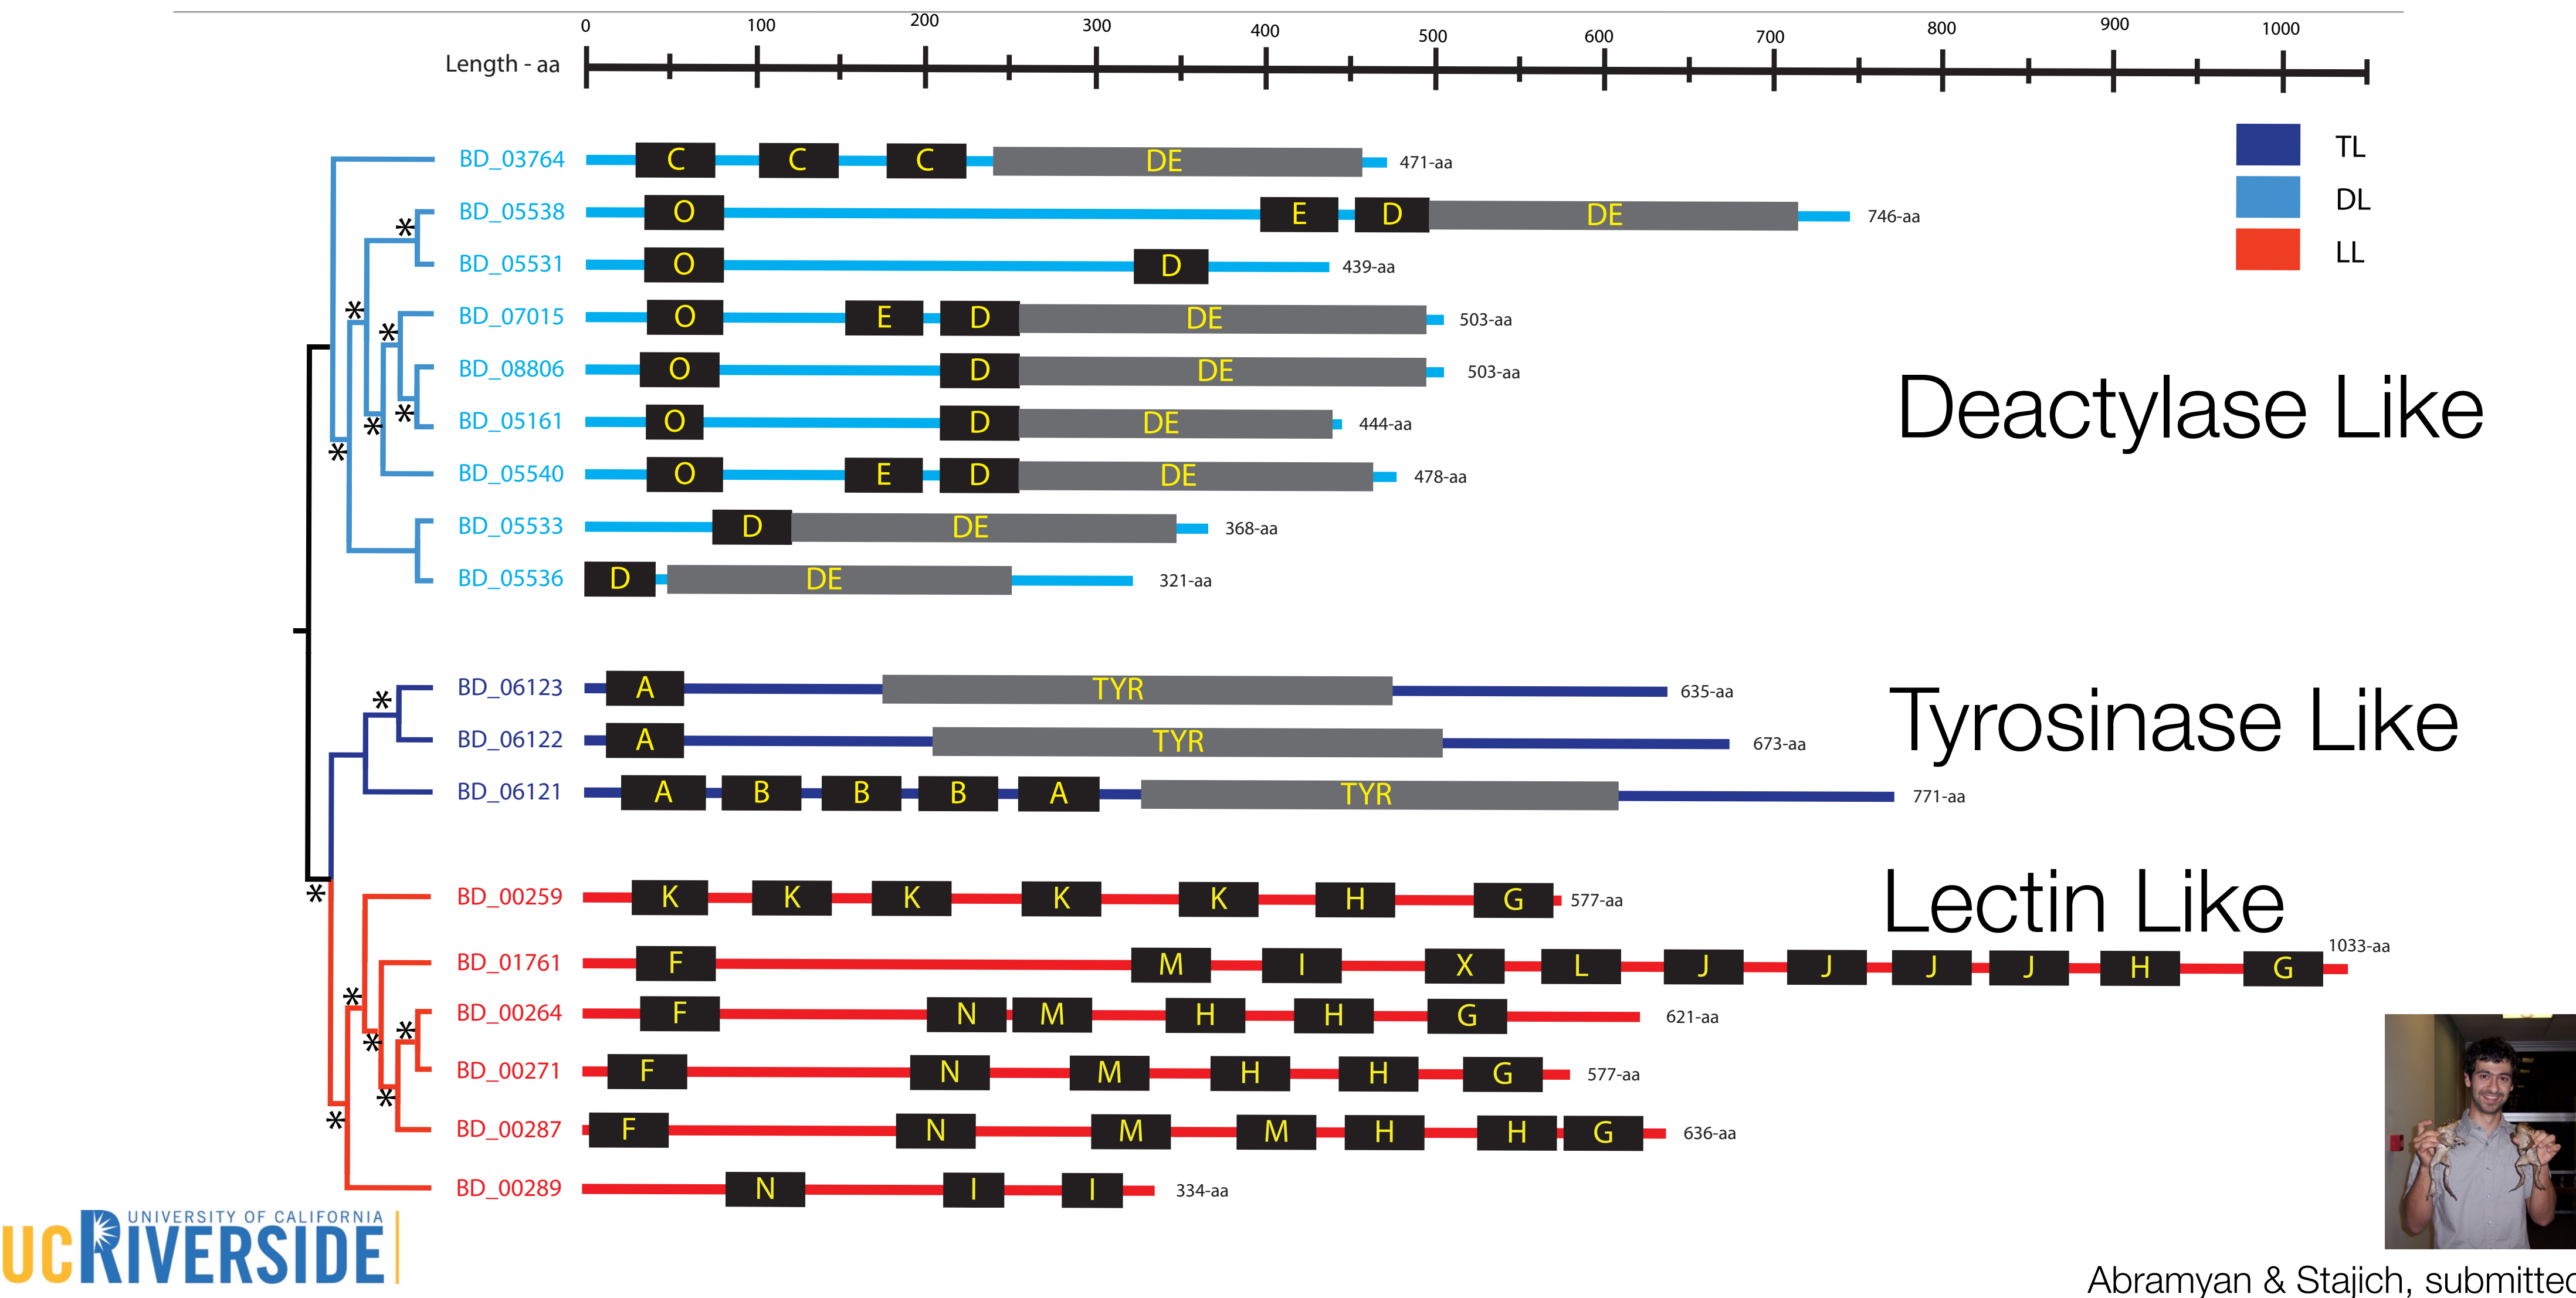 0 100 200 300 400 500 600 700 800 900 1000
Length - aa
TL
DL
LL
BD_03764 C C C DE 471-aa
BD_05538 O E D DE 746-aa
BD_05531 O D 439-aa
BD_07015 O E D DE 503-aa
BD_08806 O D DE 503-aa
BD_05161 O D DE 444-aa
BD_05540 O E D DE 478-aa
BD_05533 D DE 368-aa
BD_05536 D DE 321-aa
Deactylase Like
BD_06123 A TYR 635-aa
BD_06122 A TYR 673-aa
BD_06121 A B B B A TYR 771-aa
Tyrosinase Like
Lectin Like
BD_00259 K K K K K H G 577-aa
BD_01761 F M I X L J J J J H G 1033-aa
BD_00264 F N M H H G 621-aa
BD_00271 F N M H H G 577-aa
BD_00287 F N M M H H G 636-aa
BD_00289 N I I 334-aa
* * * * * * * * * * * * * *
UNIVERSITY OF CALIFORNIA
UC RIVERSIDE
Abramyan & Stajich, submitted